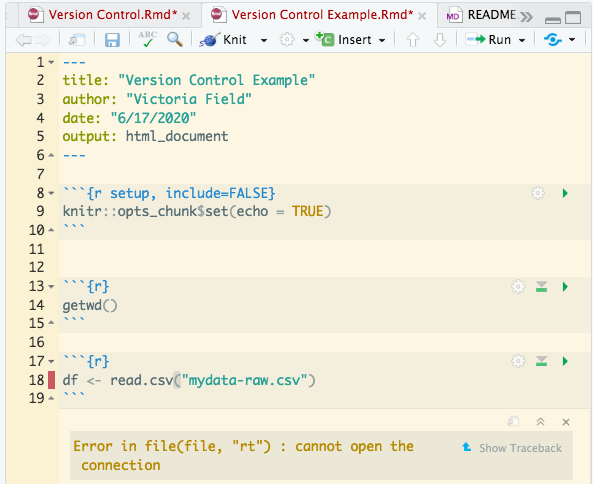 Version Control.Rmd*
Version Control Example.Rmd*
README
ABC
Knit
Insert
Run
1 ---
2 title: "Version Control Example"
3 author: "Victoria Field"
4 date: "6/17/2020"
5 output: html_document
6 ---
7
8 ```{r setup, include=FALSE}
9 knitr::opts_chunk$set(echo = TRUE)
10 ```
11
12
13 ```{r}
14 getwd()
15 ```
16
17 ```{r}
18 df <- read.csv("mydata-raw.csv")
19 ```
Error in file(file, "rt") : cannot open the
connection
Show Traceback